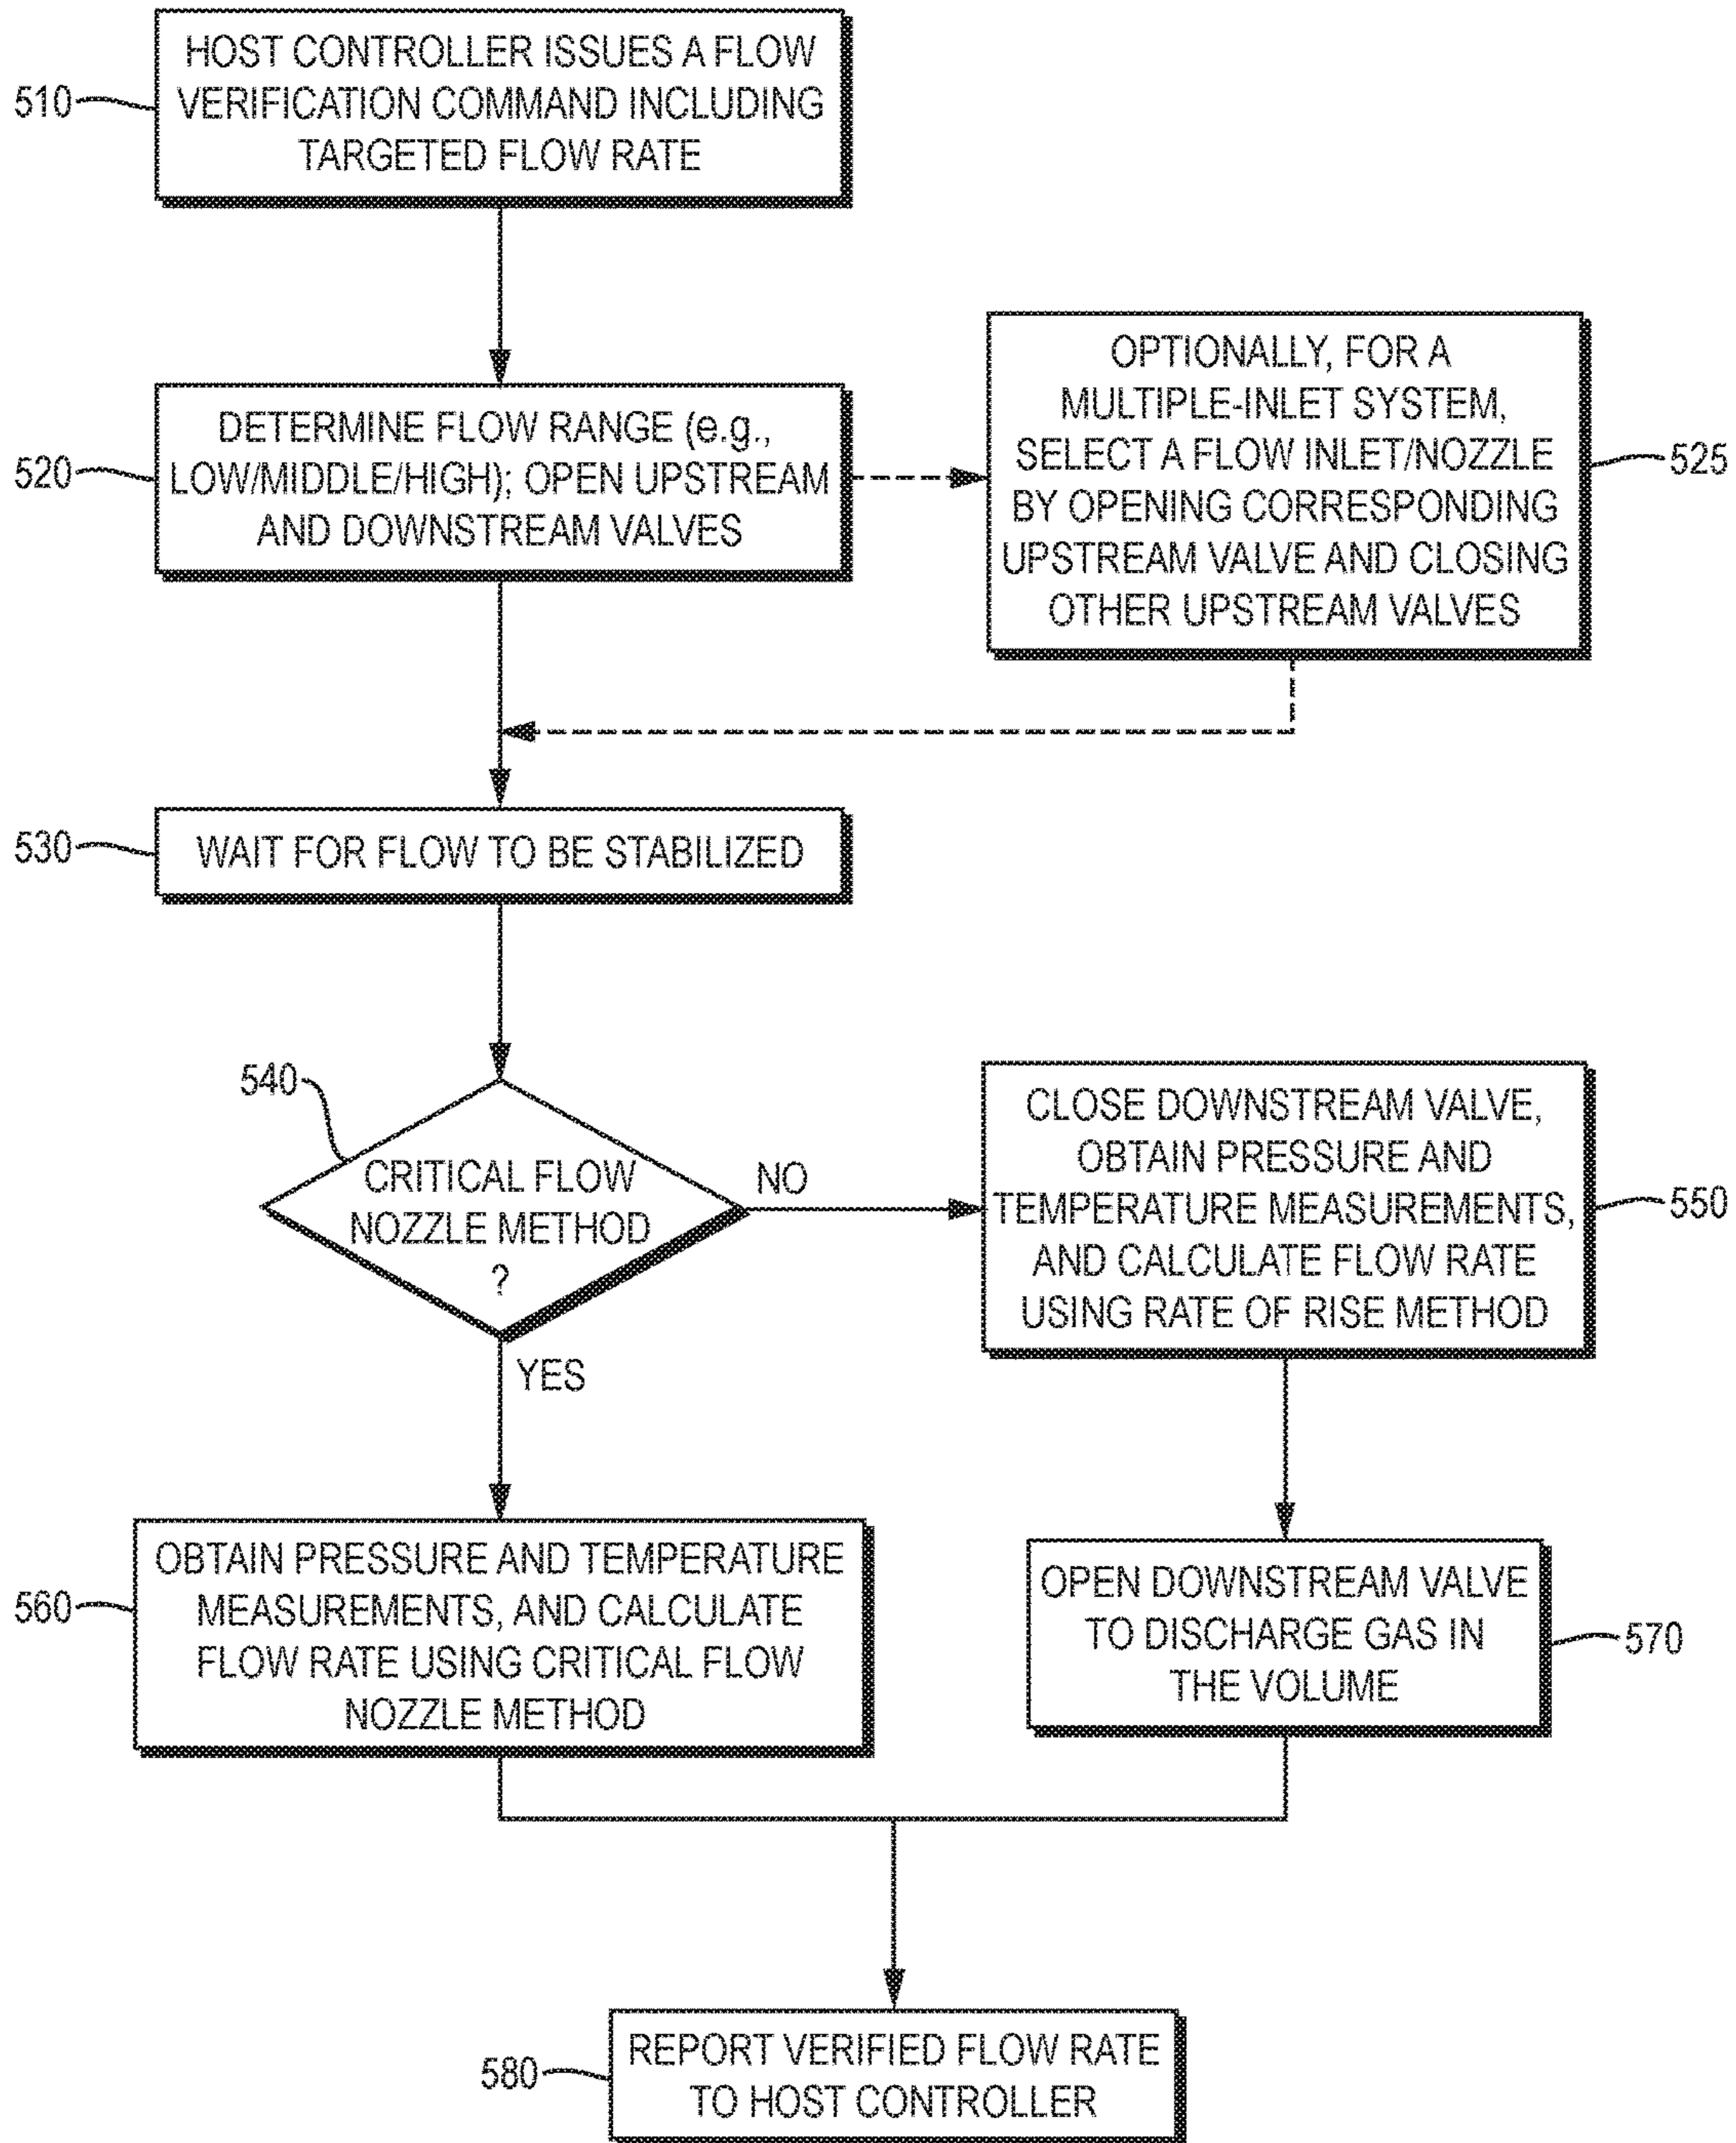 HOST CONTROLLER ISSUES A FLOW
VERIFICATION COMMAND INCLUDING
TARGETED FLOW RATE
510
DETERMINE FLOW RANGE (e.g.,
LOW/MIDDLE/HIGH); OPEN UPSTREAM
AND DOWNSTREAM VALVES
520
OPTIONALLY, FOR A
MULTIPLE-INLET SYSTEM,
SELECT A FLOW INLET/NOZZLE
BY OPENING CORRESPONDING
UPSTREAM VALVE AND CLOSING
OTHER UPSTREAM VALVES
525
530
WAIT FOR FLOW TO BE STABILIZED
540
CRITICAL FLOW
NOZZLE METHOD
?
NO
YES
CLOSE DOWNSTREAM VALVE,
OBTAIN PRESSURE AND
TEMPERATURE MEASUREMENTS,
AND CALCULATE FLOW RATE
USING RATE OF RISE METHOD
550
OBTAIN PRESSURE AND TEMPERATURE
MEASUREMENTS, AND CALCULATE
FLOW RATE USING CRITICAL FLOW
NOZZLE METHOD
560
OPEN DOWNSTREAM VALVE
TO DISCHARGE GAS IN
THE VOLUME
570
580
REPORT VERIFIED FLOW RATE
TO HOST CONTROLLER